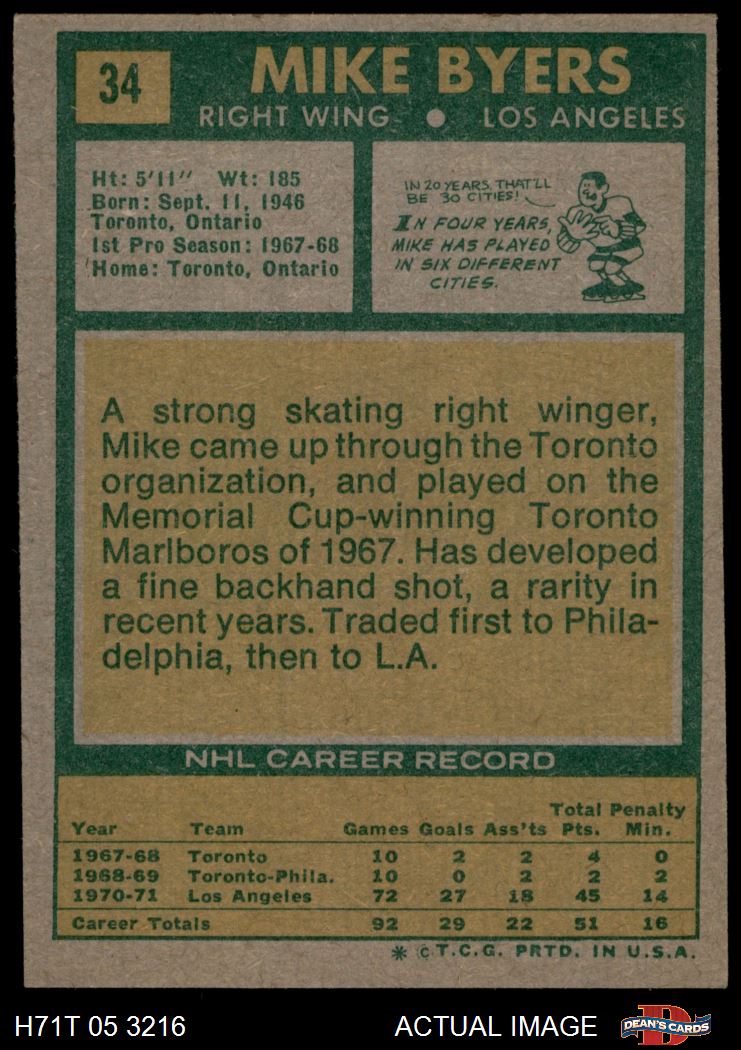 34
MIKE BYERS
RIGHT WING ● LOS ANGELES
Ht: 5'11" Wt: 185
Born: Sept. 11, 1946
Toronto, Ontario
1st Pro Season: 1967-68
Home: Toronto, Ontario
IN 20 YEARS, THAT'LL
BE 30 CITIES!
IN FOUR YEARS,
MIKE HAS PLAYED
IN SIX DIFFERENT
CITIES.
A strong skating right winger,
Mike came up through the Toronto
organization, and played on the
Memorial Cup-winning Toronto
Marlboros of 1967. Has developed
a fine backhand shot, a rarity in
recent years. Traded first to Phila-
delphia, then to L.A.
NHL CAREER RECORD
Total Penalty
Year Team Games Goals Ass'ts Pts. Min.
1967-68 Toronto 10 2 2 4 0
1968-69 Toronto-Phila. 10 0 2 2 2
1970-71 Los Angeles 72 27 18 45 14
Career Totals 92 29 22 51 16
* © T.C.G. PRTD. IN U.S.A.
H71T 05 3216 ACTUAL IMAGE D DEAN'S CARDS